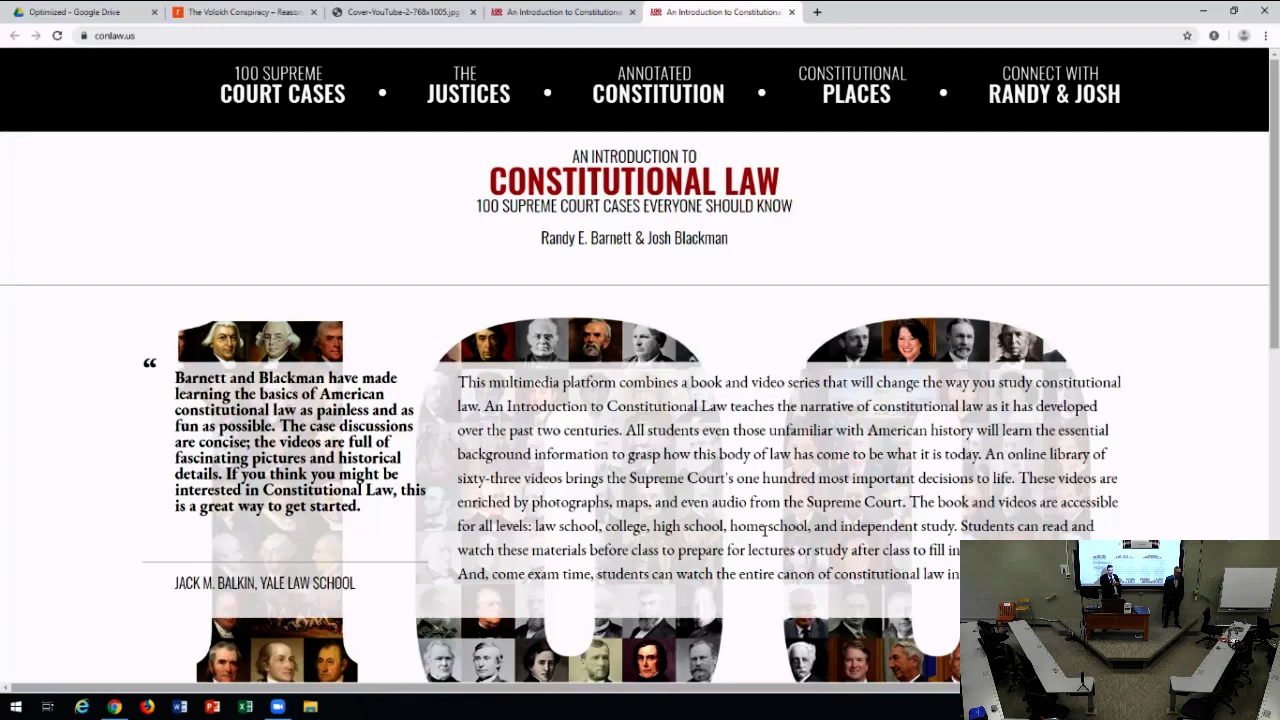 Optimized - Google Drive
The Volokh Conspiracy – Reason
Cover-YouTube-2-768x1005.jpg
An Introduction to Constitutional
An Introduction to Constitutiona
conlaw.us
100 SUPREME
COURT CASES
THE
JUSTICES
ANNOTATED
CONSTITUTION
CONSTITUTIONAL
PLACES
CONNECT WITH
RANDY & JOSH
AN INTRODUCTION TO
CONSTITUTIONAL LAW
100 SUPREME COURT CASES EVERYONE SHOULD KNOW
Randy E. Barnett & Josh Blackman
100
“
Barnett and Blackman have made
learning the basics of American
constitutional law as painless and as
fun as possible. The case discussions
are concise; the videos are full of
fascinating pictures and historical
details. If you think you might be
interested in Constitutional Law, this
is a great way to get started.
JACK M. BALKIN, YALE LAW SCHOOL
This multimedia platform combines a book and video series that will change the way you study constitutional
law. An Introduction to Constitutional Law teaches the narrative of constitutional law as it has developed
over the past two centuries. All students even those unfamiliar with American history will learn the essential
background information to grasp how this body of law has come to be what it is today. An online library of
sixty-three videos brings the Supreme Court's one hundred most important decisions to life. These videos are
enriched by photographs, maps, and even audio from the Supreme Court. The book and videos are accessible
for all levels: law school, college, high school, homeschool, and independent study. Students can read and
watch these materials before class to prepare for lectures or study after class to fill in
And, come exam time, students can watch the entire canon of constitutional law in